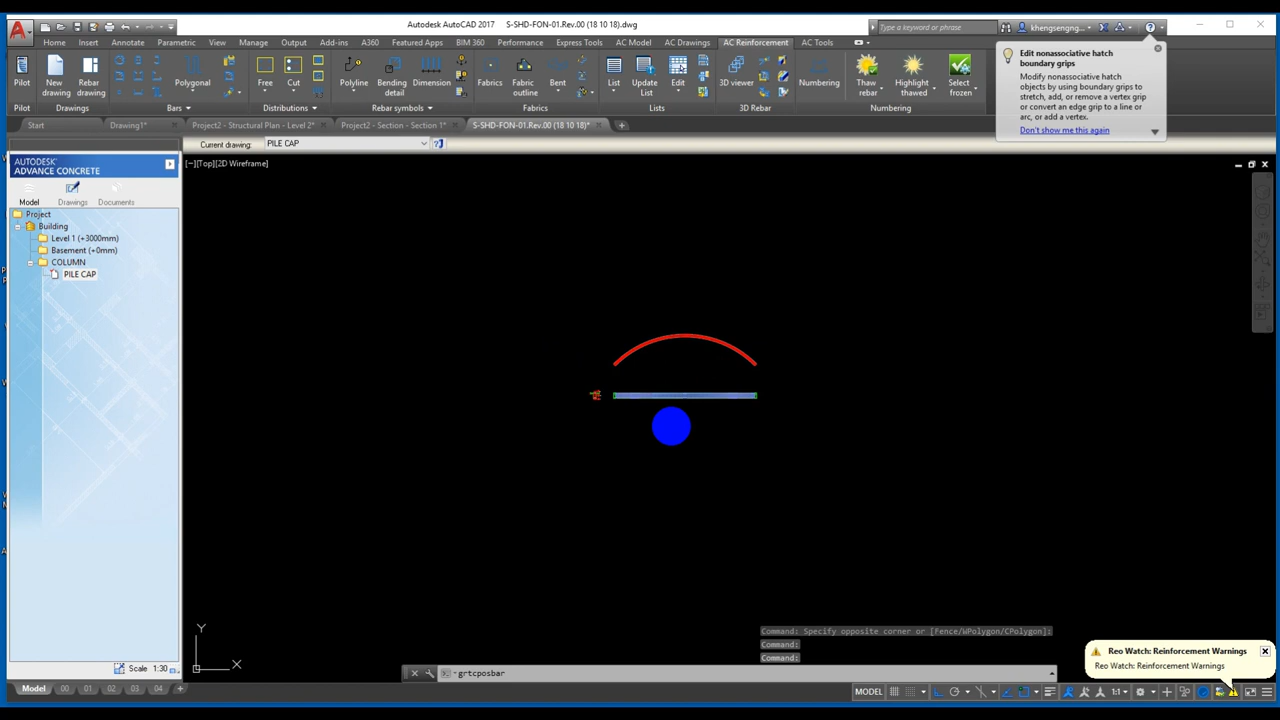 Autodesk AutoCAD 2017 S-SHD-FON-01.Rev.00 (18 10 18).dwg
Type a keyword or phrase
khengsengng...
Home Insert Annotate Parametric View Manage Output Add-ins A360 Featured Apps BIM 360 Performance Express Tools AC Model AC Drawings AC Reinforcement AC Tools
Pilot New drawing Rebar drawing Polygonal Free Cut Polyline Bending detail Dimension Fabrics Fabric outline Bent List Update List Edit 3D viewer Numbering Thaw rebar Highlight thawed Select frozen
Pilot Drawings Bars Distributions Rebar symbols Fabrics Lists 3D Rebar Numbering
Edit nonassociative hatch
boundary grips
Modify nonassociative hatch
objects by using boundary grips to
stretch, add, or remove a vertex grip
or convert an edge grip to a line or
arc, or add a vertex.
Don't show me this again
Start Drawing1* Project2 - Structural Plan - Level 2* Project2 - Section - Section 1* S-SHD-FON-01.Rev.00 (18 10 18)*
Current drawing: PILE CAP
AUTODESK
ADVANCE CONCRETE
Model Drawings Documents
Project
Building
Level 1 (+3000mm)
Basement (+0mm)
COLUMN
PILE CAP
[−][Top][2D Wireframe]
Y
X
Command: Specify opposite corner or [Fence/WPolygon/CPolygon]:
Command:
Command:
grtcposbar
Reo Watch: Reinforcement Warnings
Reo Watch: Reinforcement Warnings
Scale 1:30
Model 00 01 02 03 04
MODEL 1:1